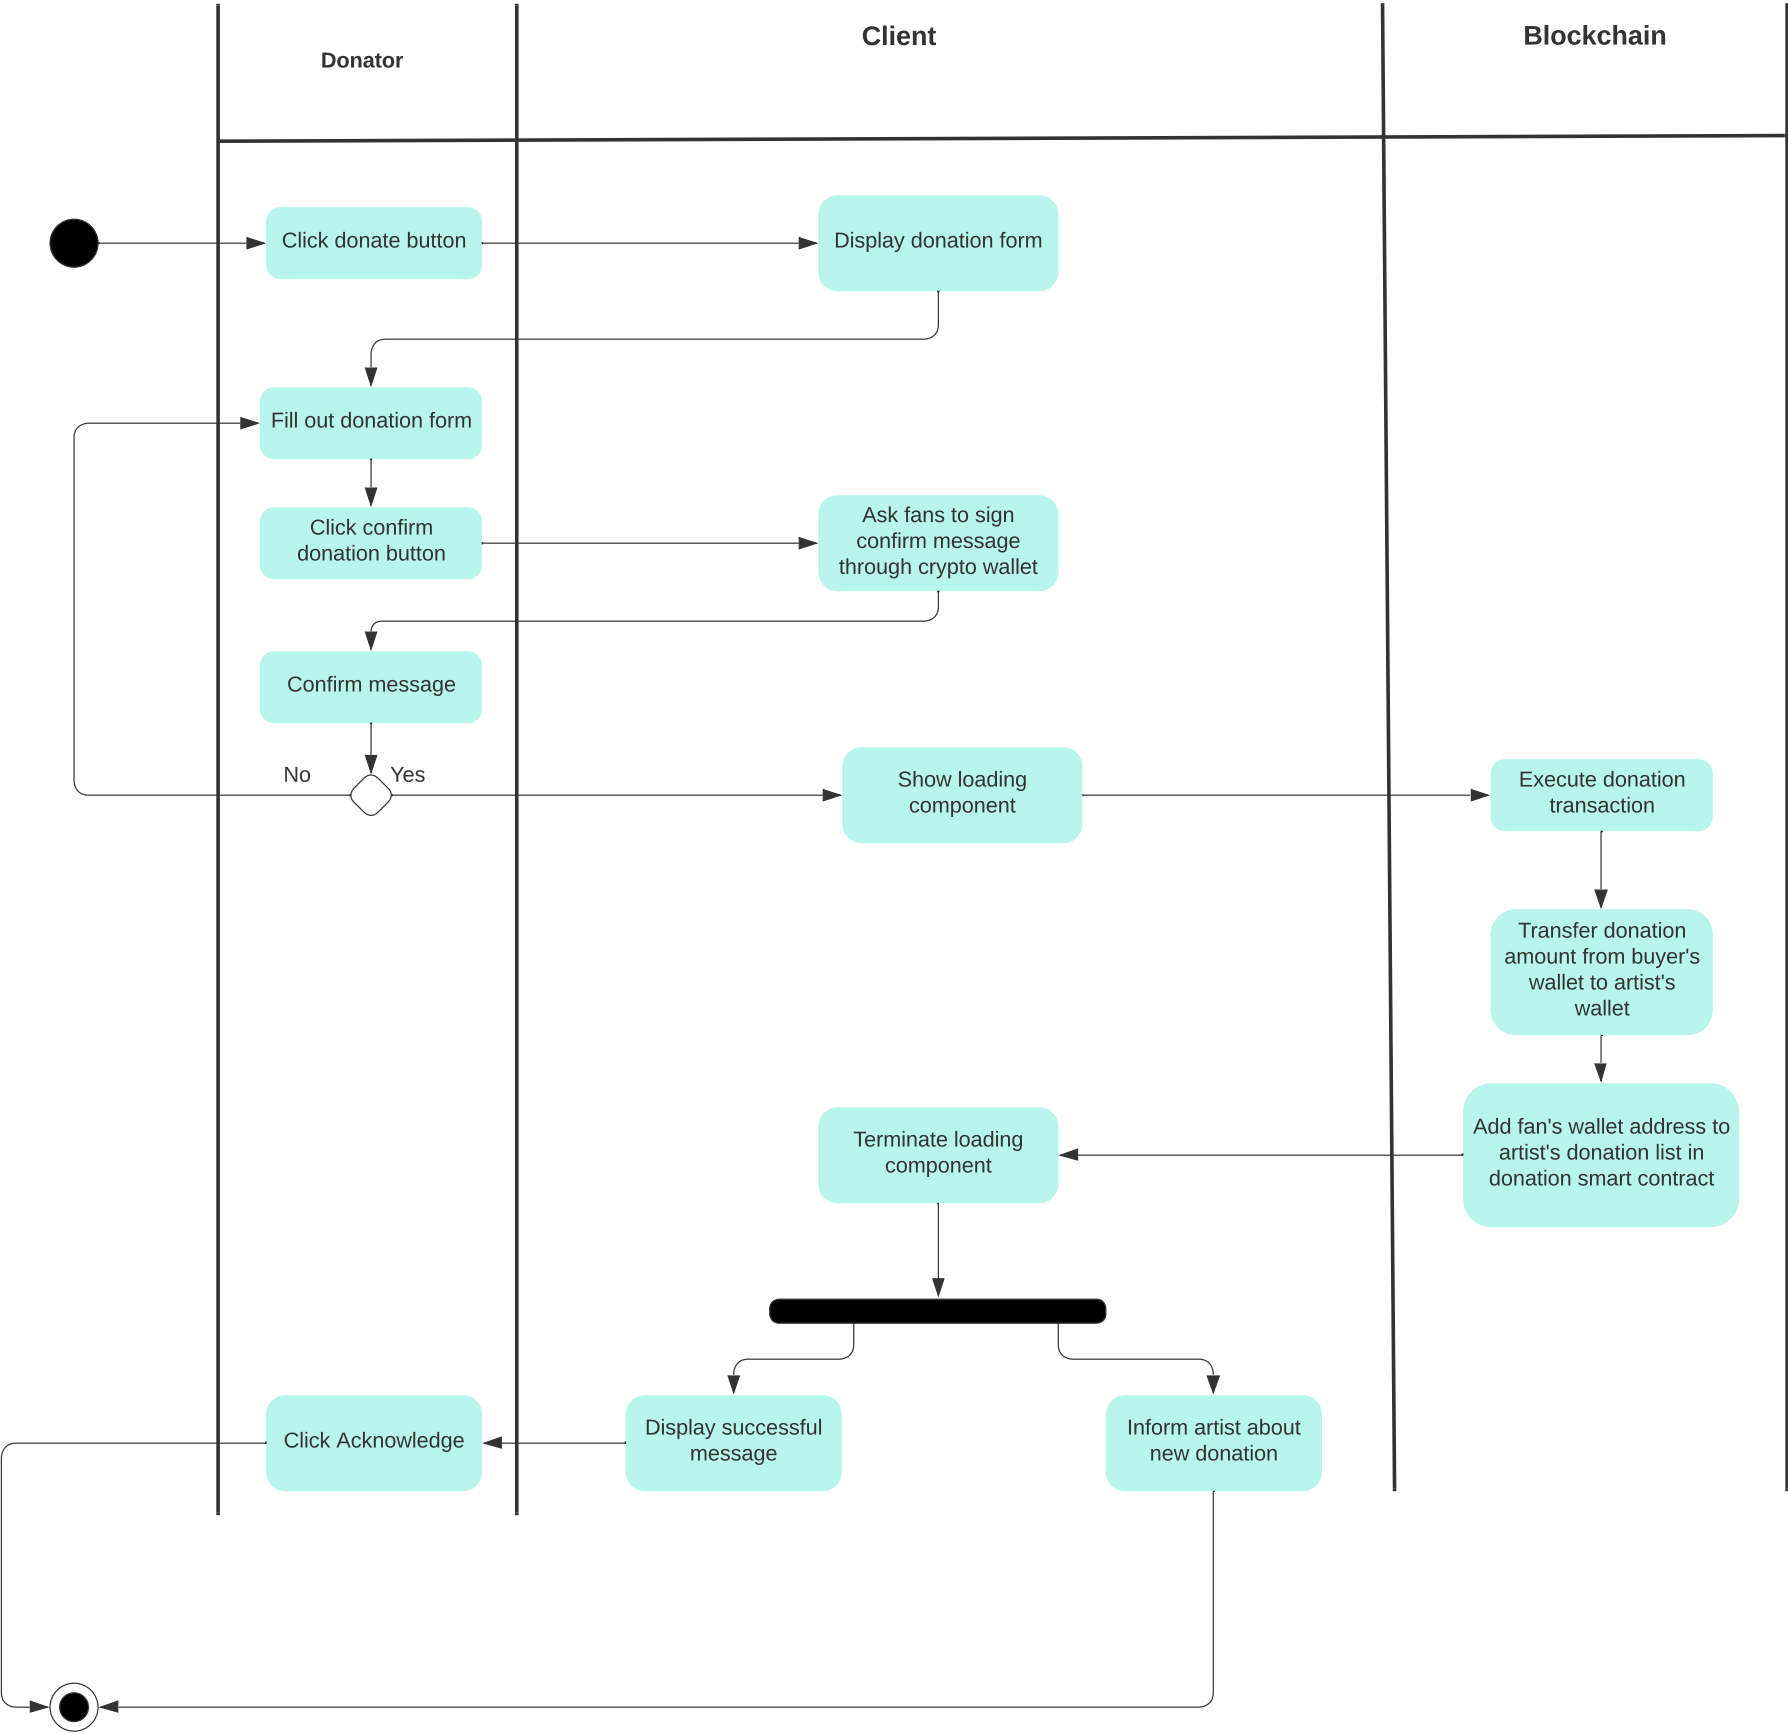 Donator
Client
Blockchain
Click donate button
Display donation form
Fill out donation form
Click confirm
donation button
Ask fans to sign
confirm message
through crypto wallet
Confirm message
No
Yes
Show loading
component
Execute donation
transaction
Transfer donation
amount from buyer's
wallet to artist's
wallet
Add fan's wallet address to
artist's donation list in
donation smart contract
Terminate loading
component
Display successful
message
Inform artist about
new donation
Click Acknowledge